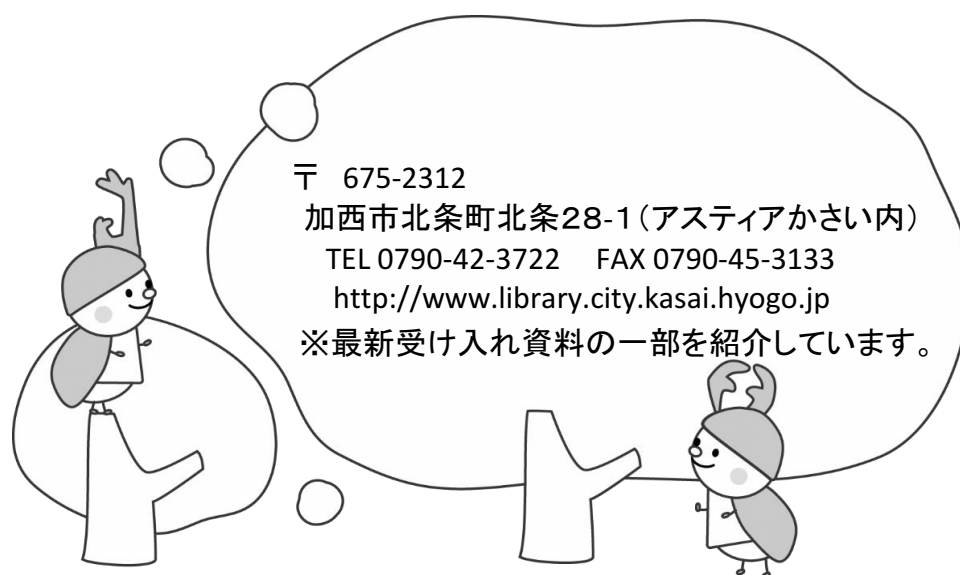 〒 675-2312
加西市北条町北条28-1(アスティアかさい内)
TEL 0790-42-3722 FAX 0790-45-3133
http://www.library.city.kasai.hyogo.jp
※最新受け入れ資料の一部を紹介しています。